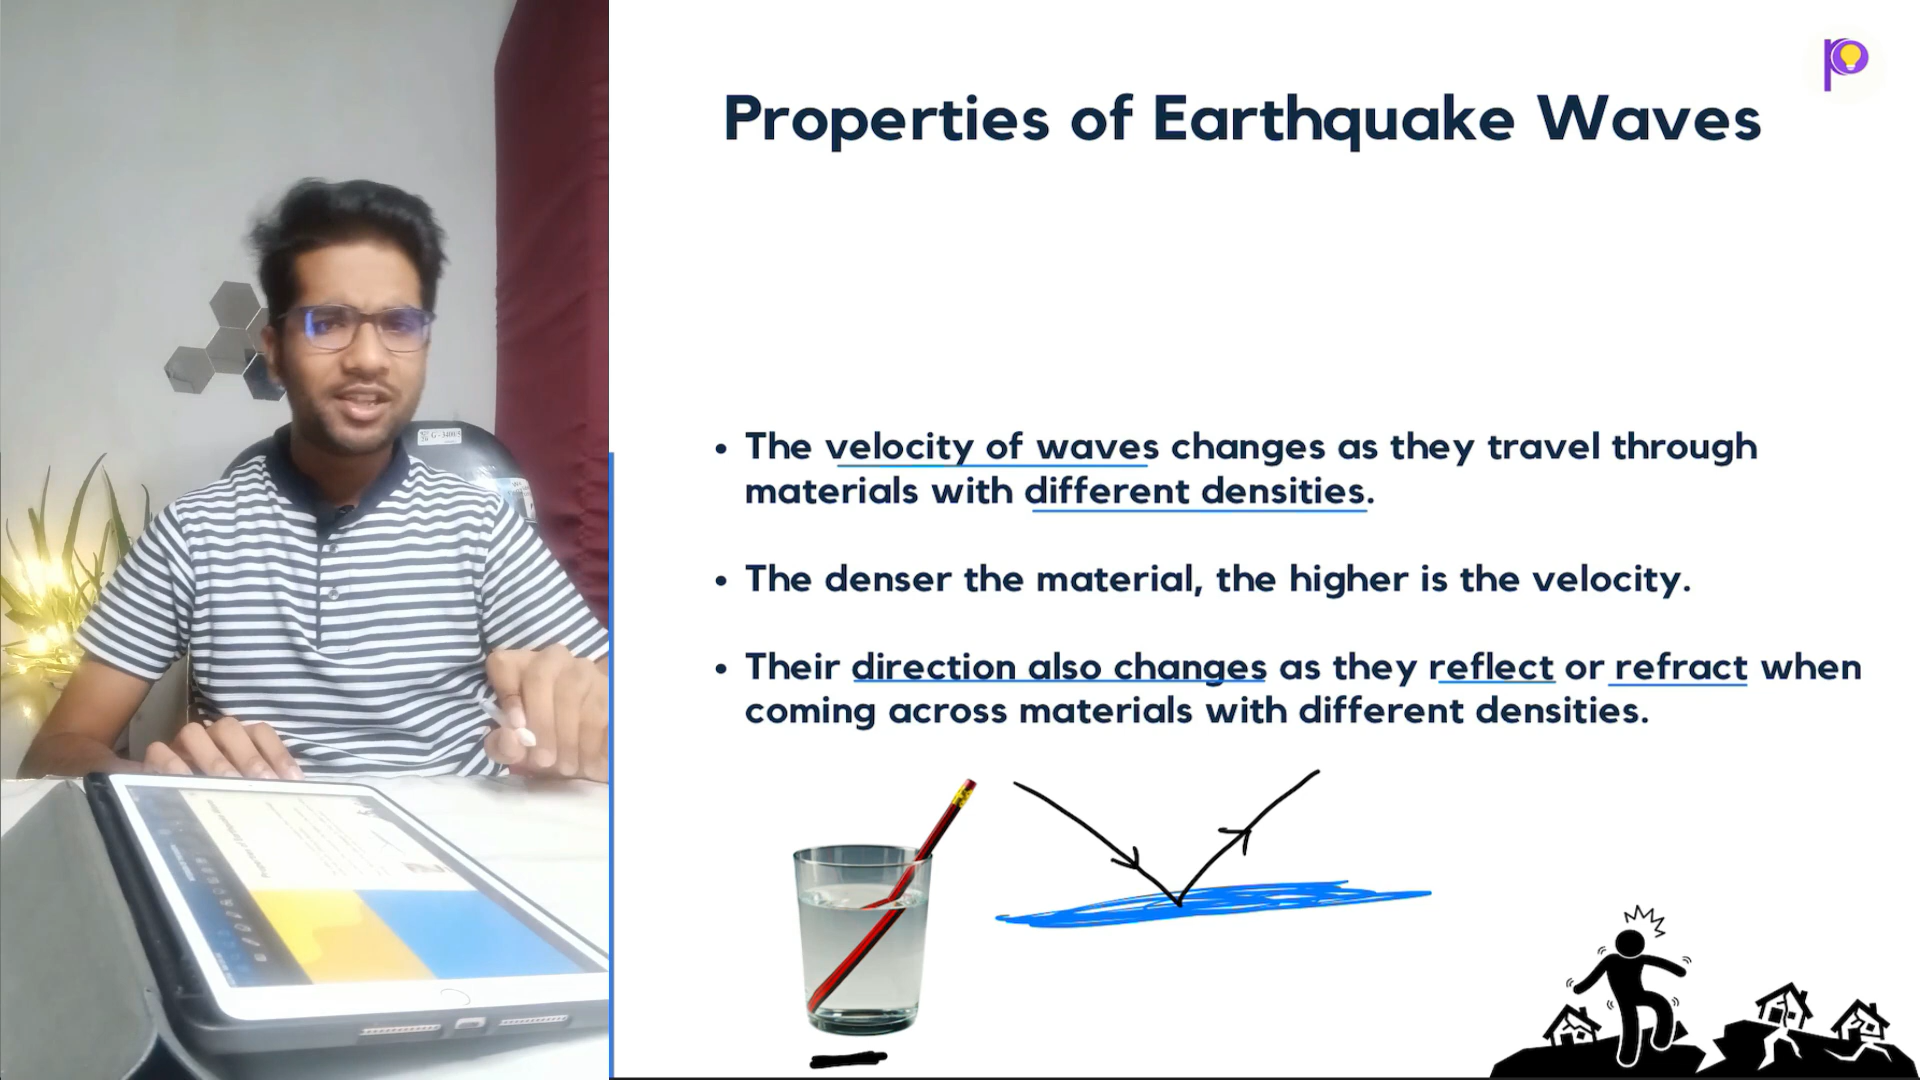 Properties of Earthquake Waves
• The velocity of waves changes as they travel through
materials with different densities.
• The denser the material, the higher is the velocity.
• Their direction also changes as they reflect or refract when
coming across materials with different densities.